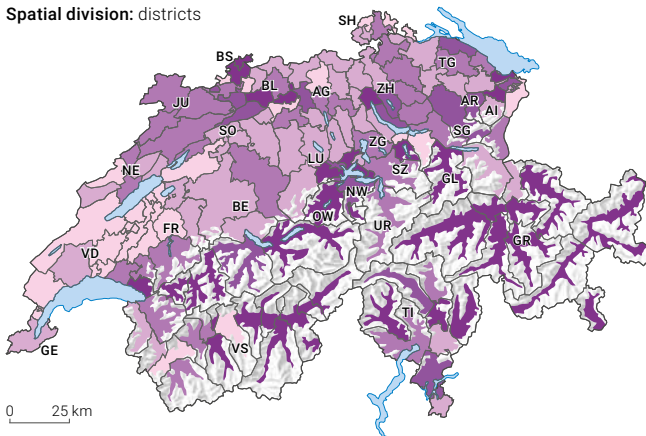 Spatial division: districts
SH
BS
TG
BL
AG
ZH
JU
AR
AI
SO
SG
ZG
LU
NE
SZ
GL
NW
BE
OW
FR
UR
GR
VD
TI
GE
VS
0 25 km